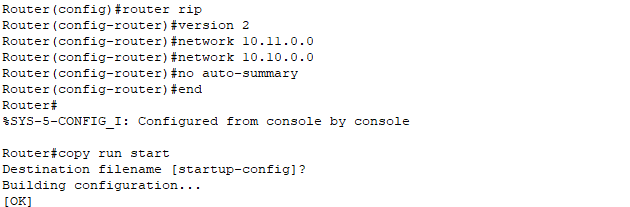 Router(config)#router rip
Router(config-router)#version 2
Router(config-router)#network 10.11.0.0
Router(config-router)#network 10.10.0.0
Router(config-router)#no auto-summary
Router(config-router)#end
Router#
%SYS-5-CONFIG_I: Configured from console by console
Router#copy run start
Destination filename [startup-config]?
Building configuration...
[OK]